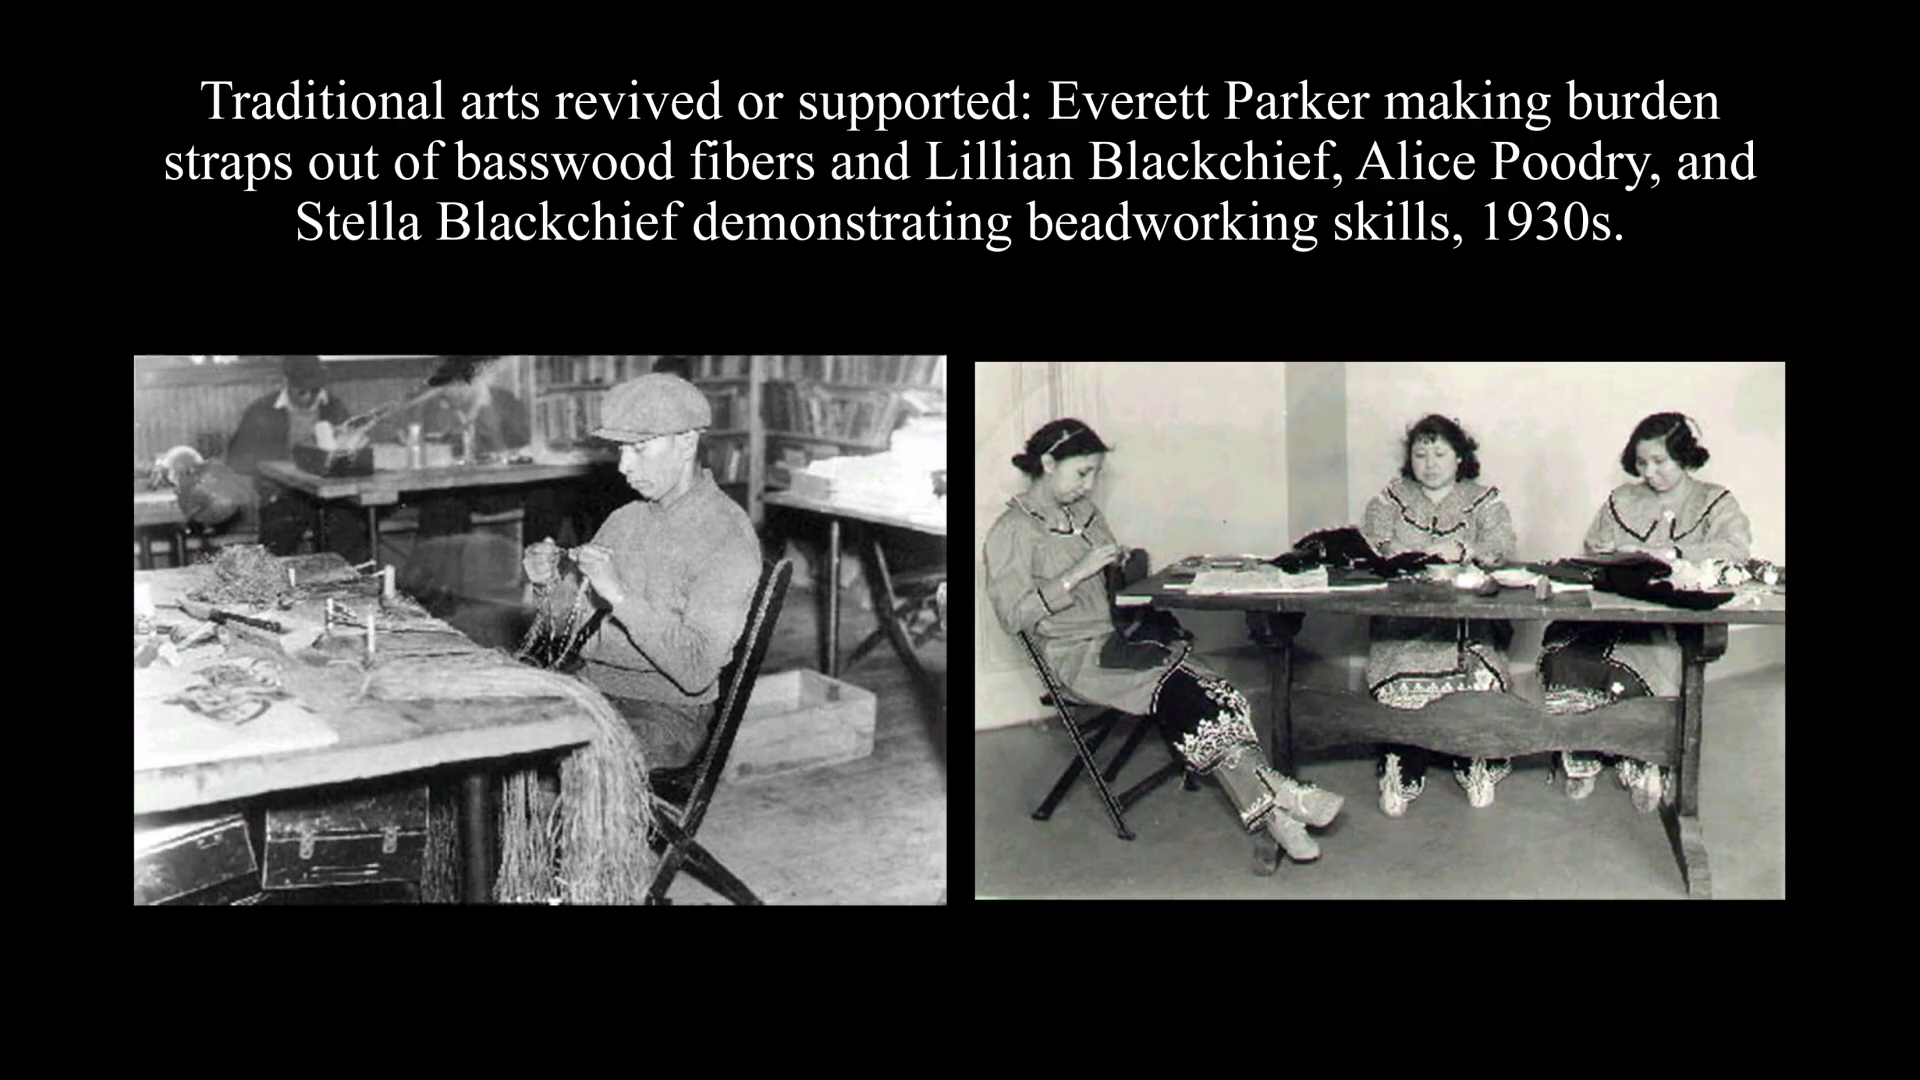 Traditional arts revived or supported: Everett Parker making burden
straps out of basswood fibers and Lillian Blackchief, Alice Poodry, and
Stella Blackchief demonstrating beadworking skills, 1930s.